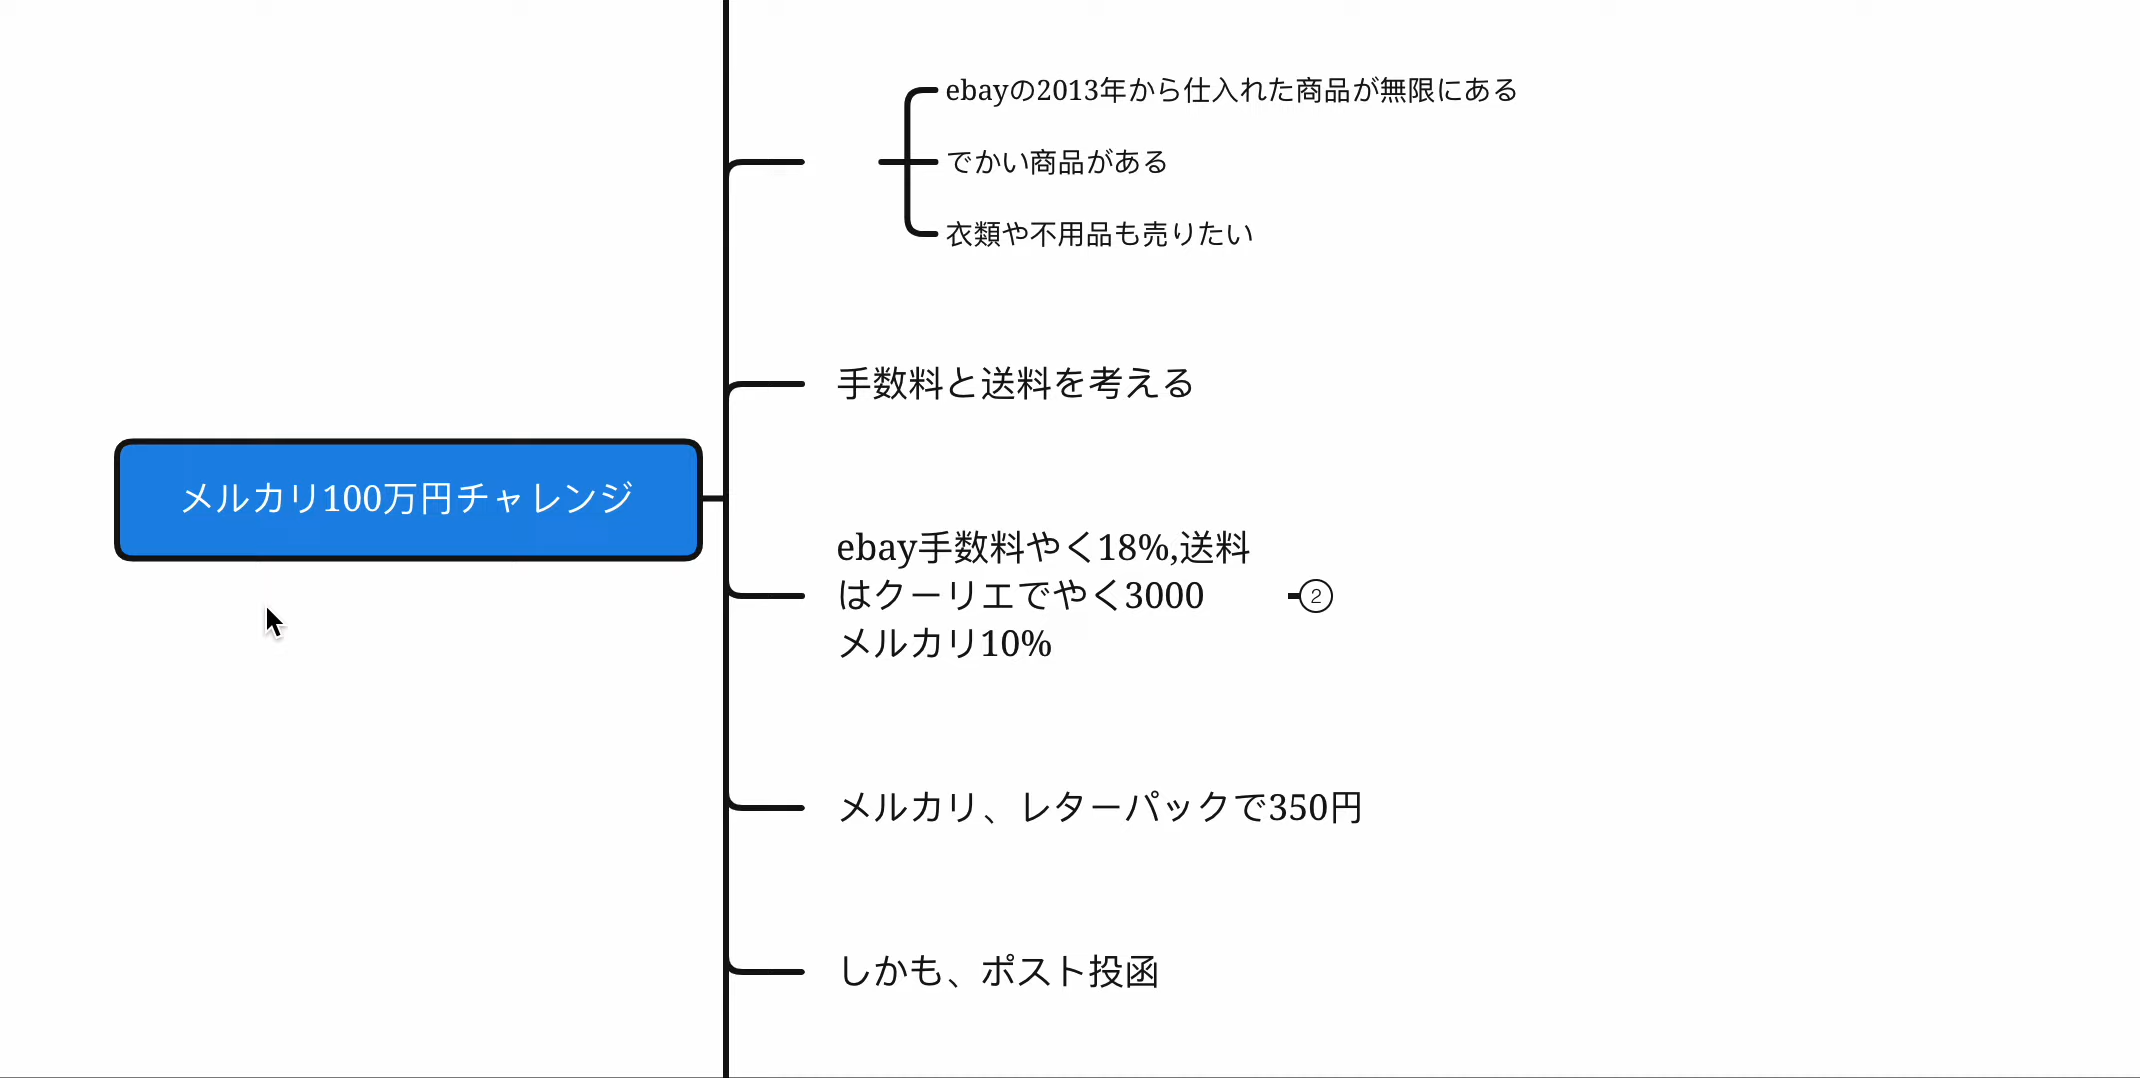 ebayの2013年から仕入れた商品が無限にある
でかい商品がある
衣類や不用品も売りたい
手数料と送料を考える
メルカリ100万円チャレンジ
ebay手数料やく18%,送料
はクーリエでやく3000
メルカリ10%
2
メルカリ、レターパックで350円
しかも、ポスト投函